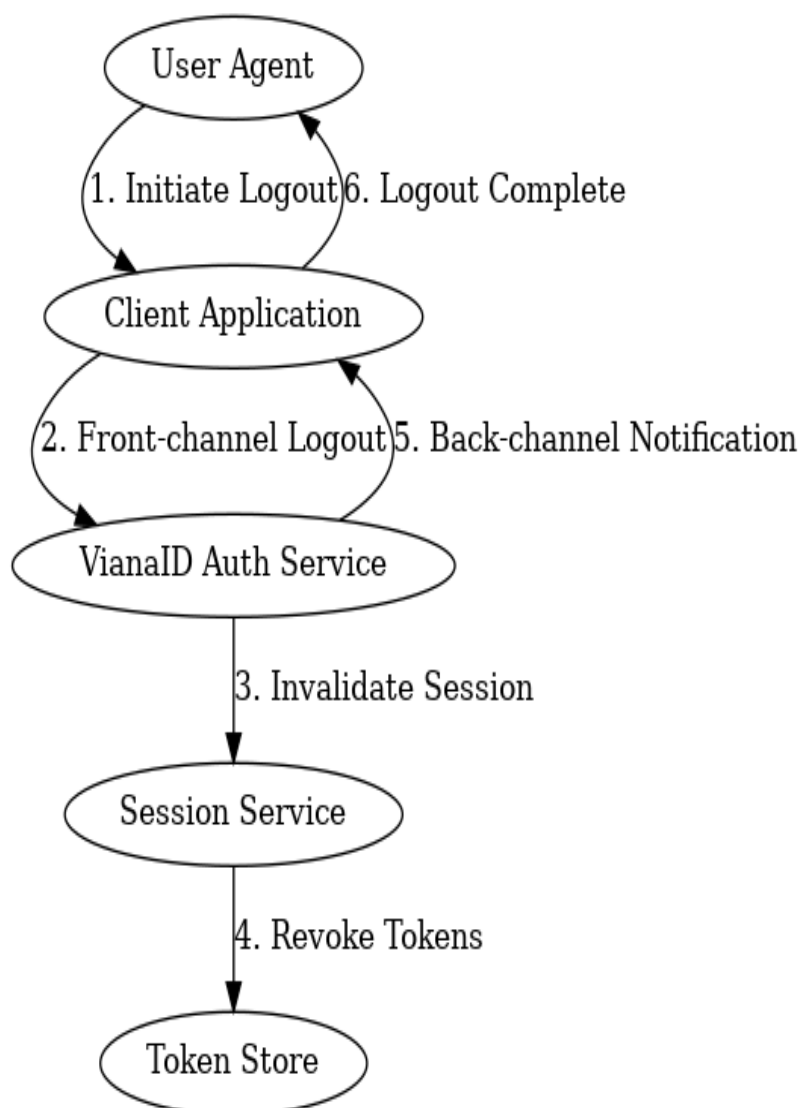 User Agent
1. Initiate Logout
6. Logout Complete
Client Application
2. Front-channel Logout
5. Back-channel Notification
VianaID Auth Service
3. Invalidate Session
Session Service
4. Revoke Tokens
Token Store